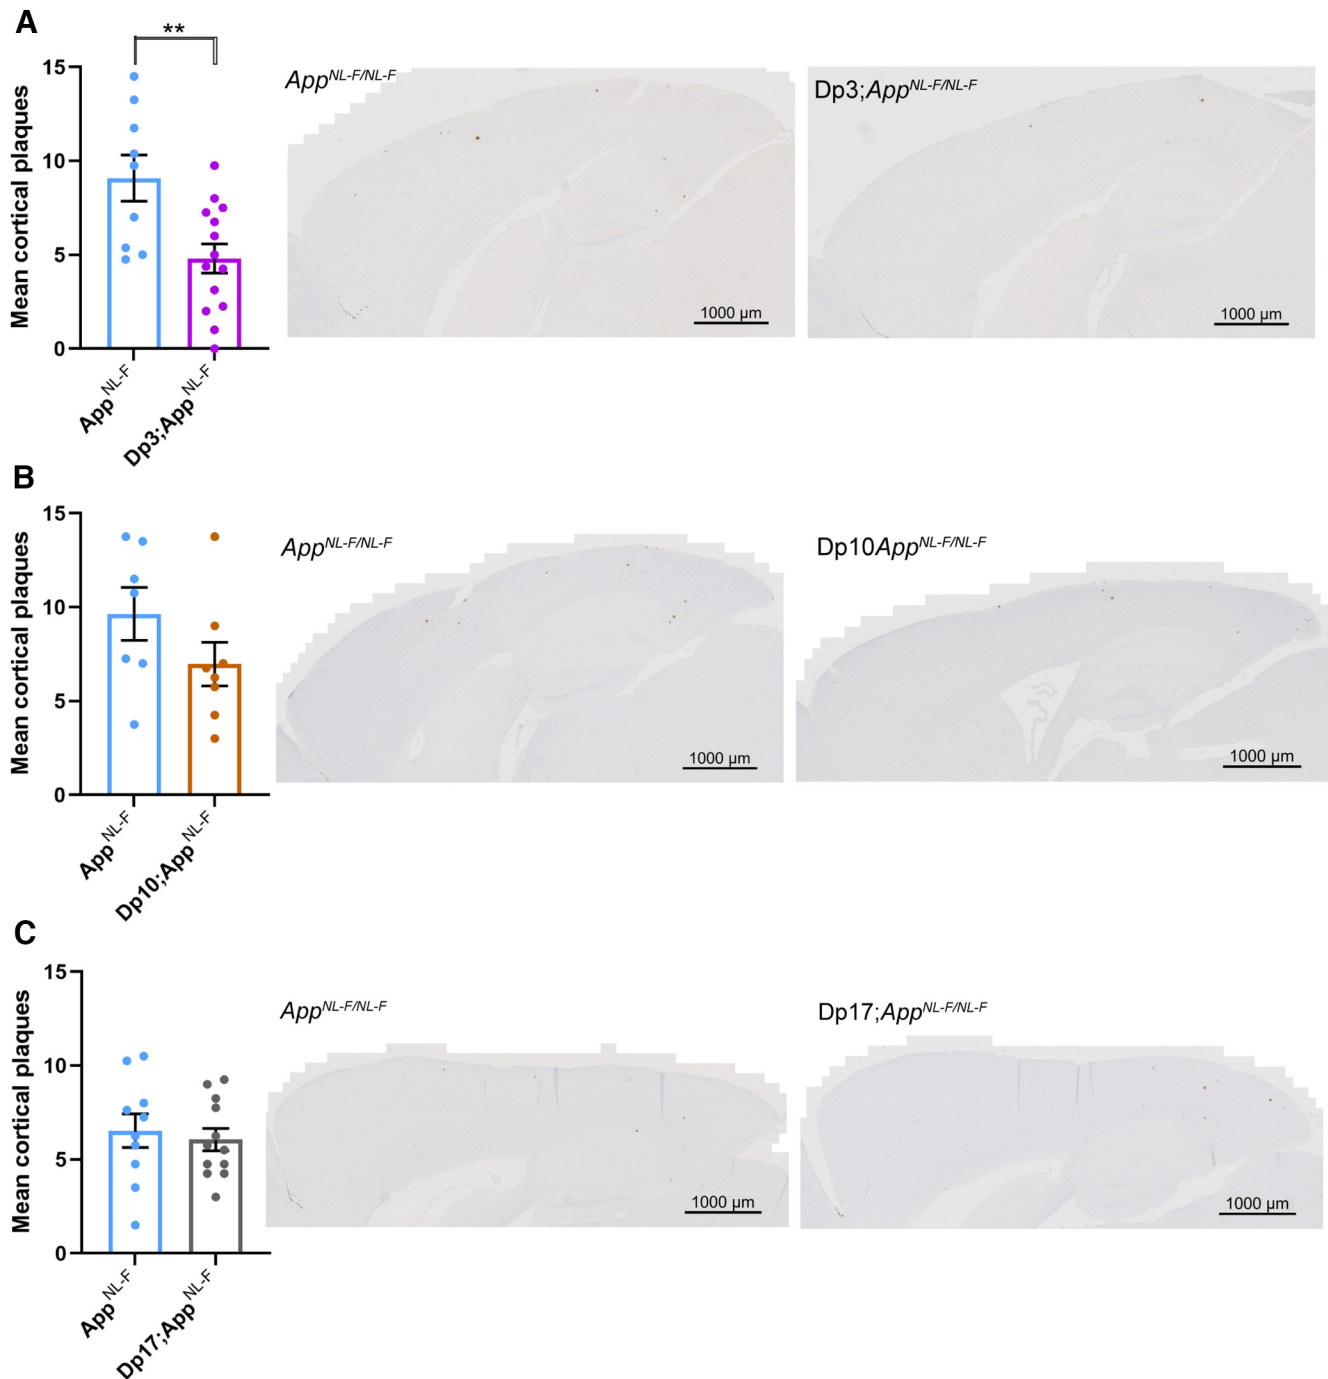 A
**
Mean cortical plaques
15
10
5
0
App NL-F
Dp3;App NL-F
App NL-F/NL-F
1000 µm
Dp3;App NL-F/NL-F
1000 µm
B
Mean cortical plaques
15
10
5
0
App NL-F
Dp10;App NL-F
App NL-F/NL-F
1000 µm
Dp10App NL-F/NL-F
1000 µm
C
Mean cortical plaques
15
10
5
0
App NL-F
Dp17;App NL-F
App NL-F/NL-F
1000 µm
Dp17;App NL-F/NL-F
1000 µm